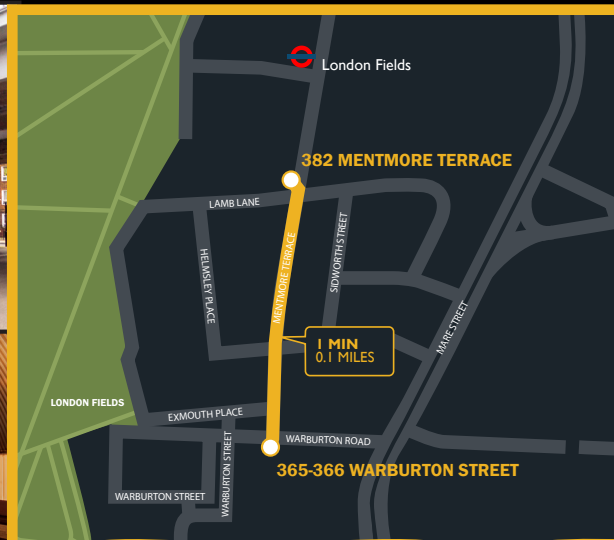 London Fields
382 MENTMORE TERRACE
LAMB LANE
HELMSLEY PLACE
MENTMORE TERRACE
SIDWORTH STREET
MARE STREET
1 MIN
0.1 MILES
LONDON FIELDS
EXMOUTH PLACE
WARBURTON ROAD
WARBURTON STREET
365-366 WARBURTON STREET
WARBURTON STREET